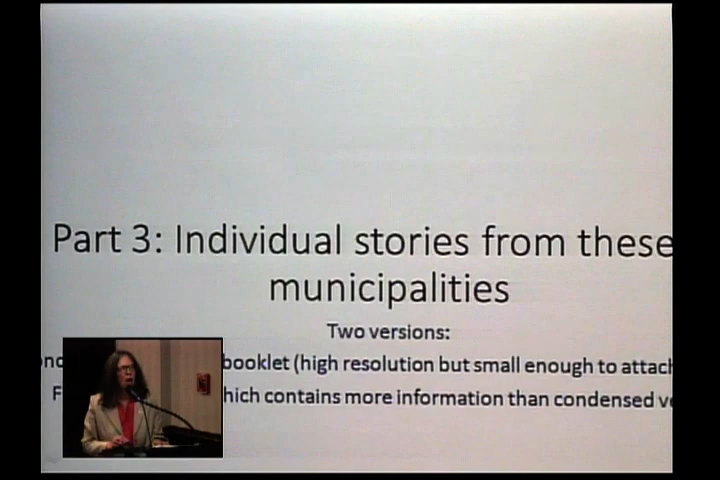 Part 3: Individual stories from these
municipalities
Two versions:
booklet (high resolution but small enough to attach
which contains more information than condensed